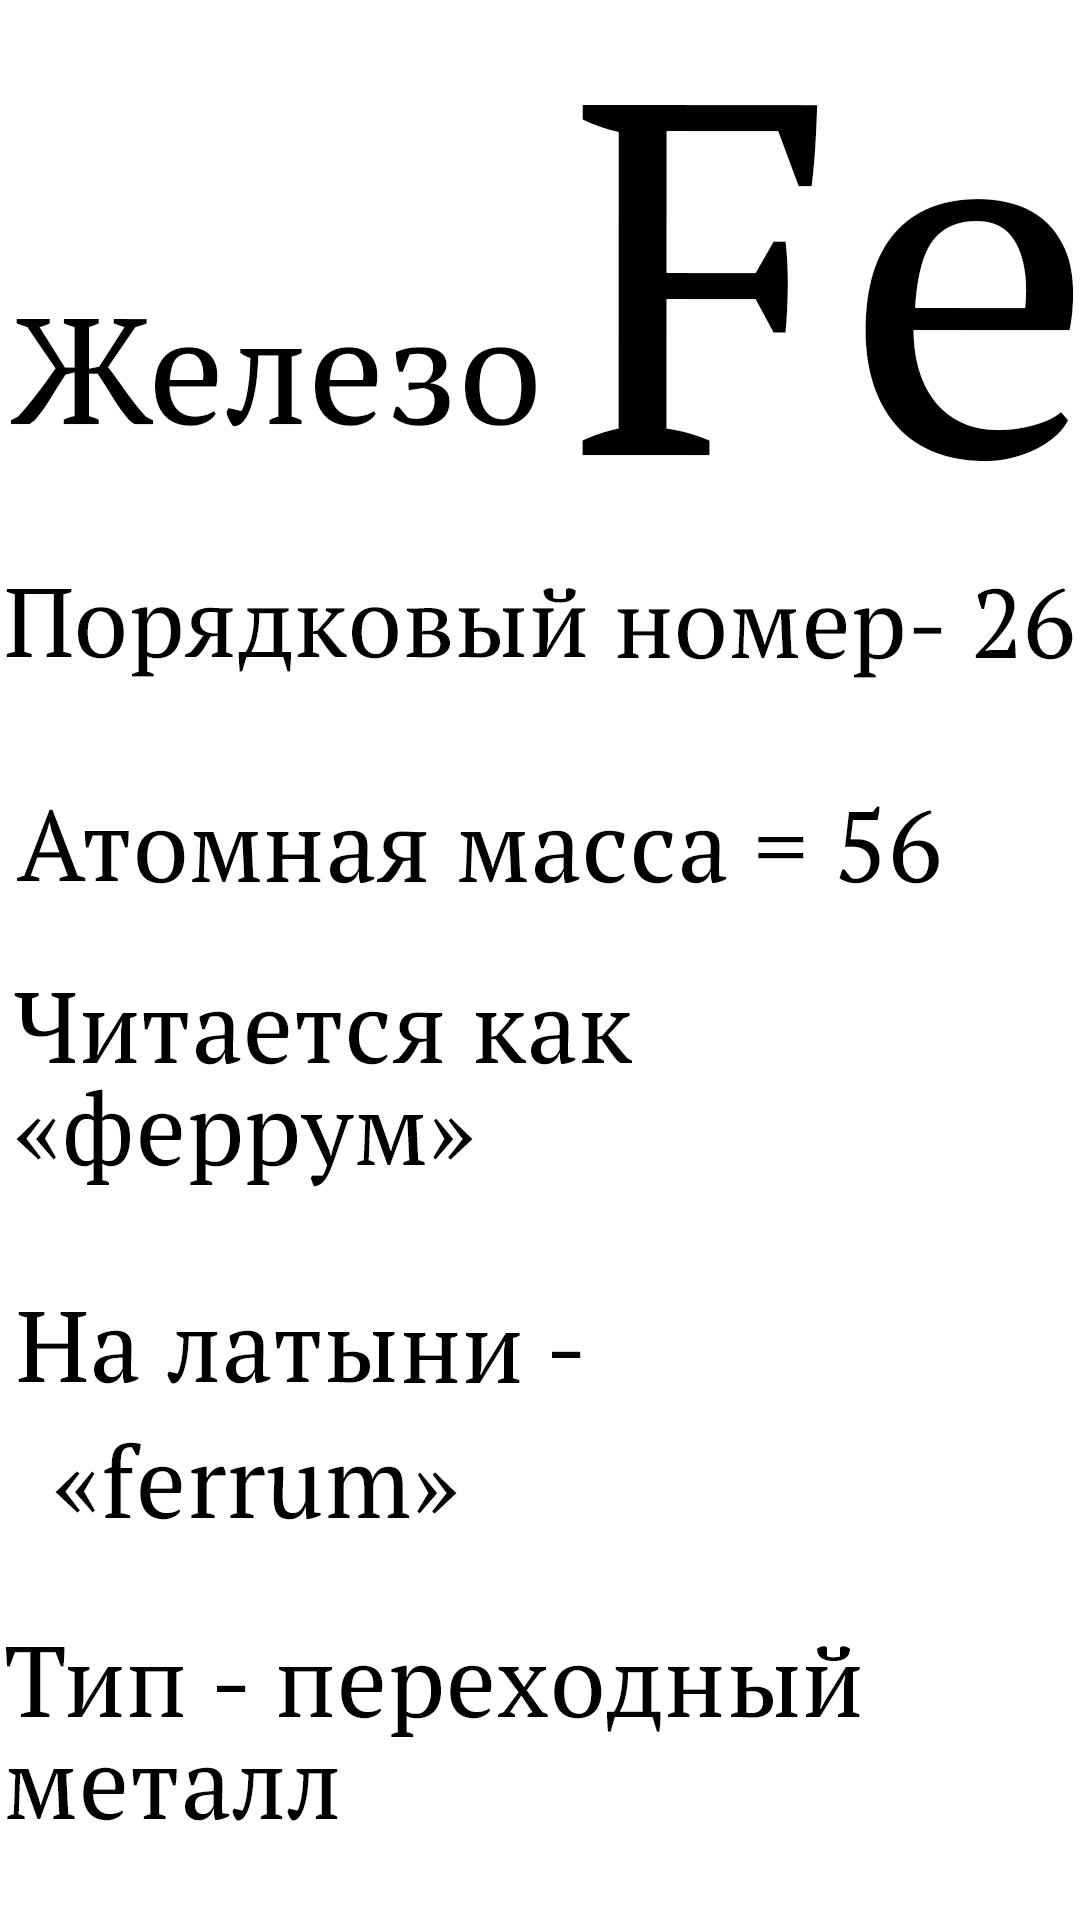 Железо Fe
Порядковый номер- 26
Атомная масса = 56
Читается как
«феррум»
На латыни -
«ferrum»
Тип - переходный
металл